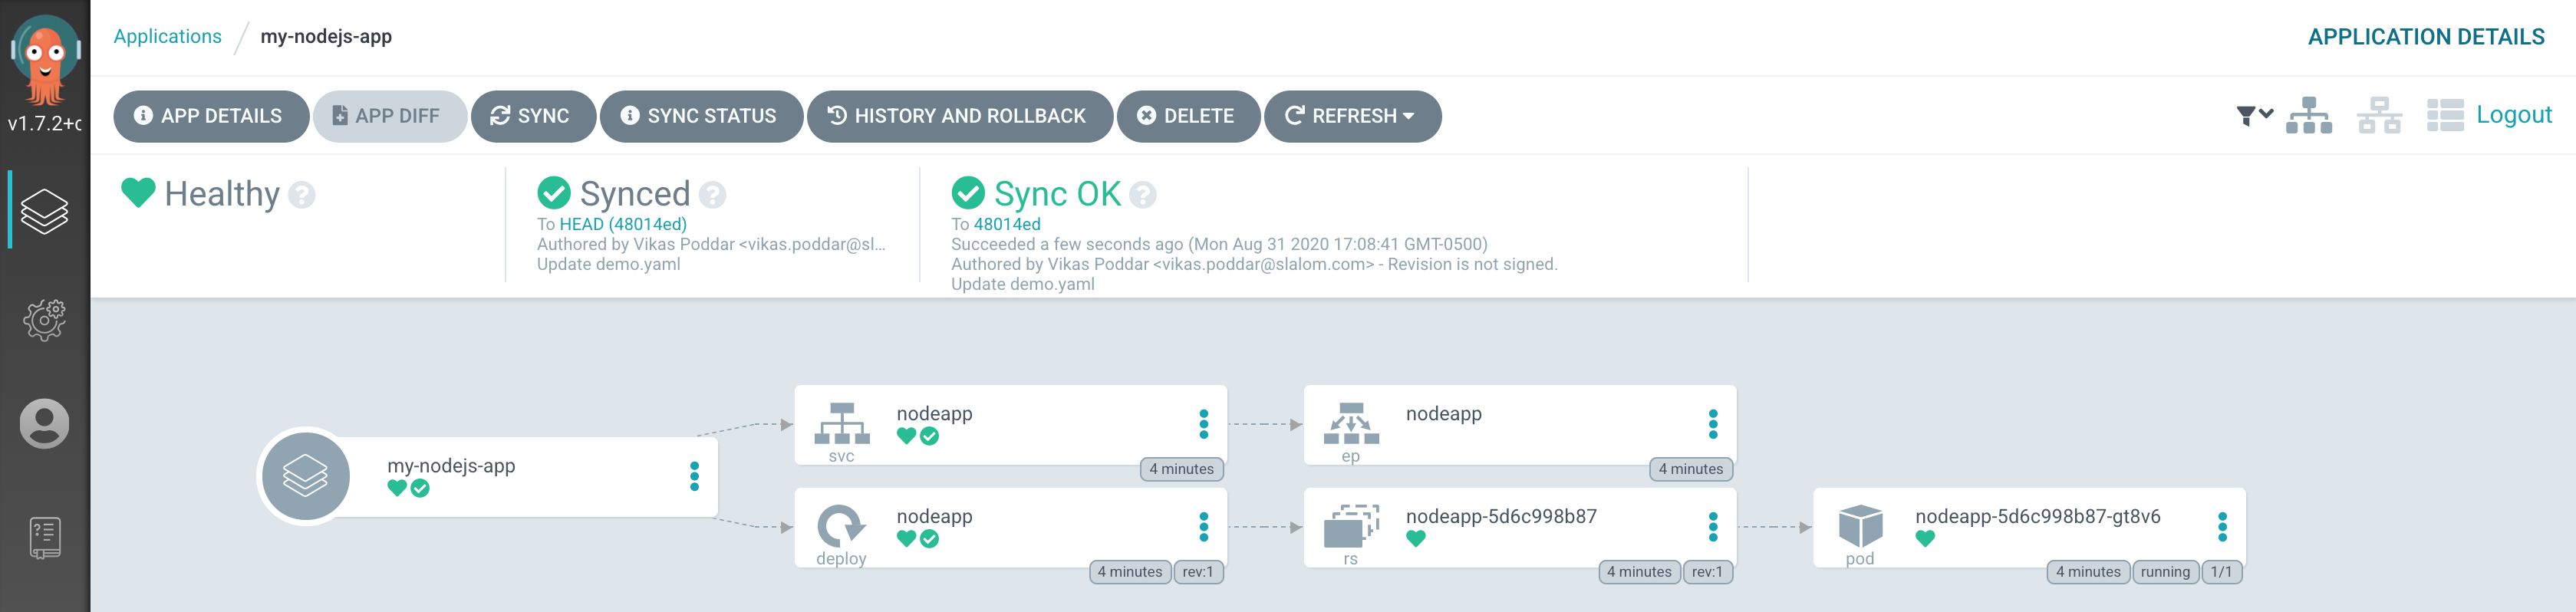 Applications / my-nodejs-app
APPLICATION DETAILS
v1.7.2+c
APP DETAILS
APP DIFF
SYNC
SYNC STATUS
HISTORY AND ROLLBACK
DELETE
REFRESH
Logout
Healthy ?
Synced ?
To HEAD (48014ed)
Authored by Vikas Poddar <vikas.poddar@sl...
Update demo.yaml
Sync OK ?
To 48014ed
Succeeded a few seconds ago (Mon Aug 31 2020 17:08:41 GMT-0500)
Authored by Vikas Poddar <vikas.poddar@slalom.com> - Revision is not signed.
Update demo.yaml
my-nodejs-app
nodeapp
svc
4 minutes
nodeapp
ep
4 minutes
nodeapp
deploy
4 minutes rev:1
nodeapp-5d6c998b87
rs
4 minutes rev:1
nodeapp-5d6c998b87-gt8v6
pod
4 minutes running 1/1